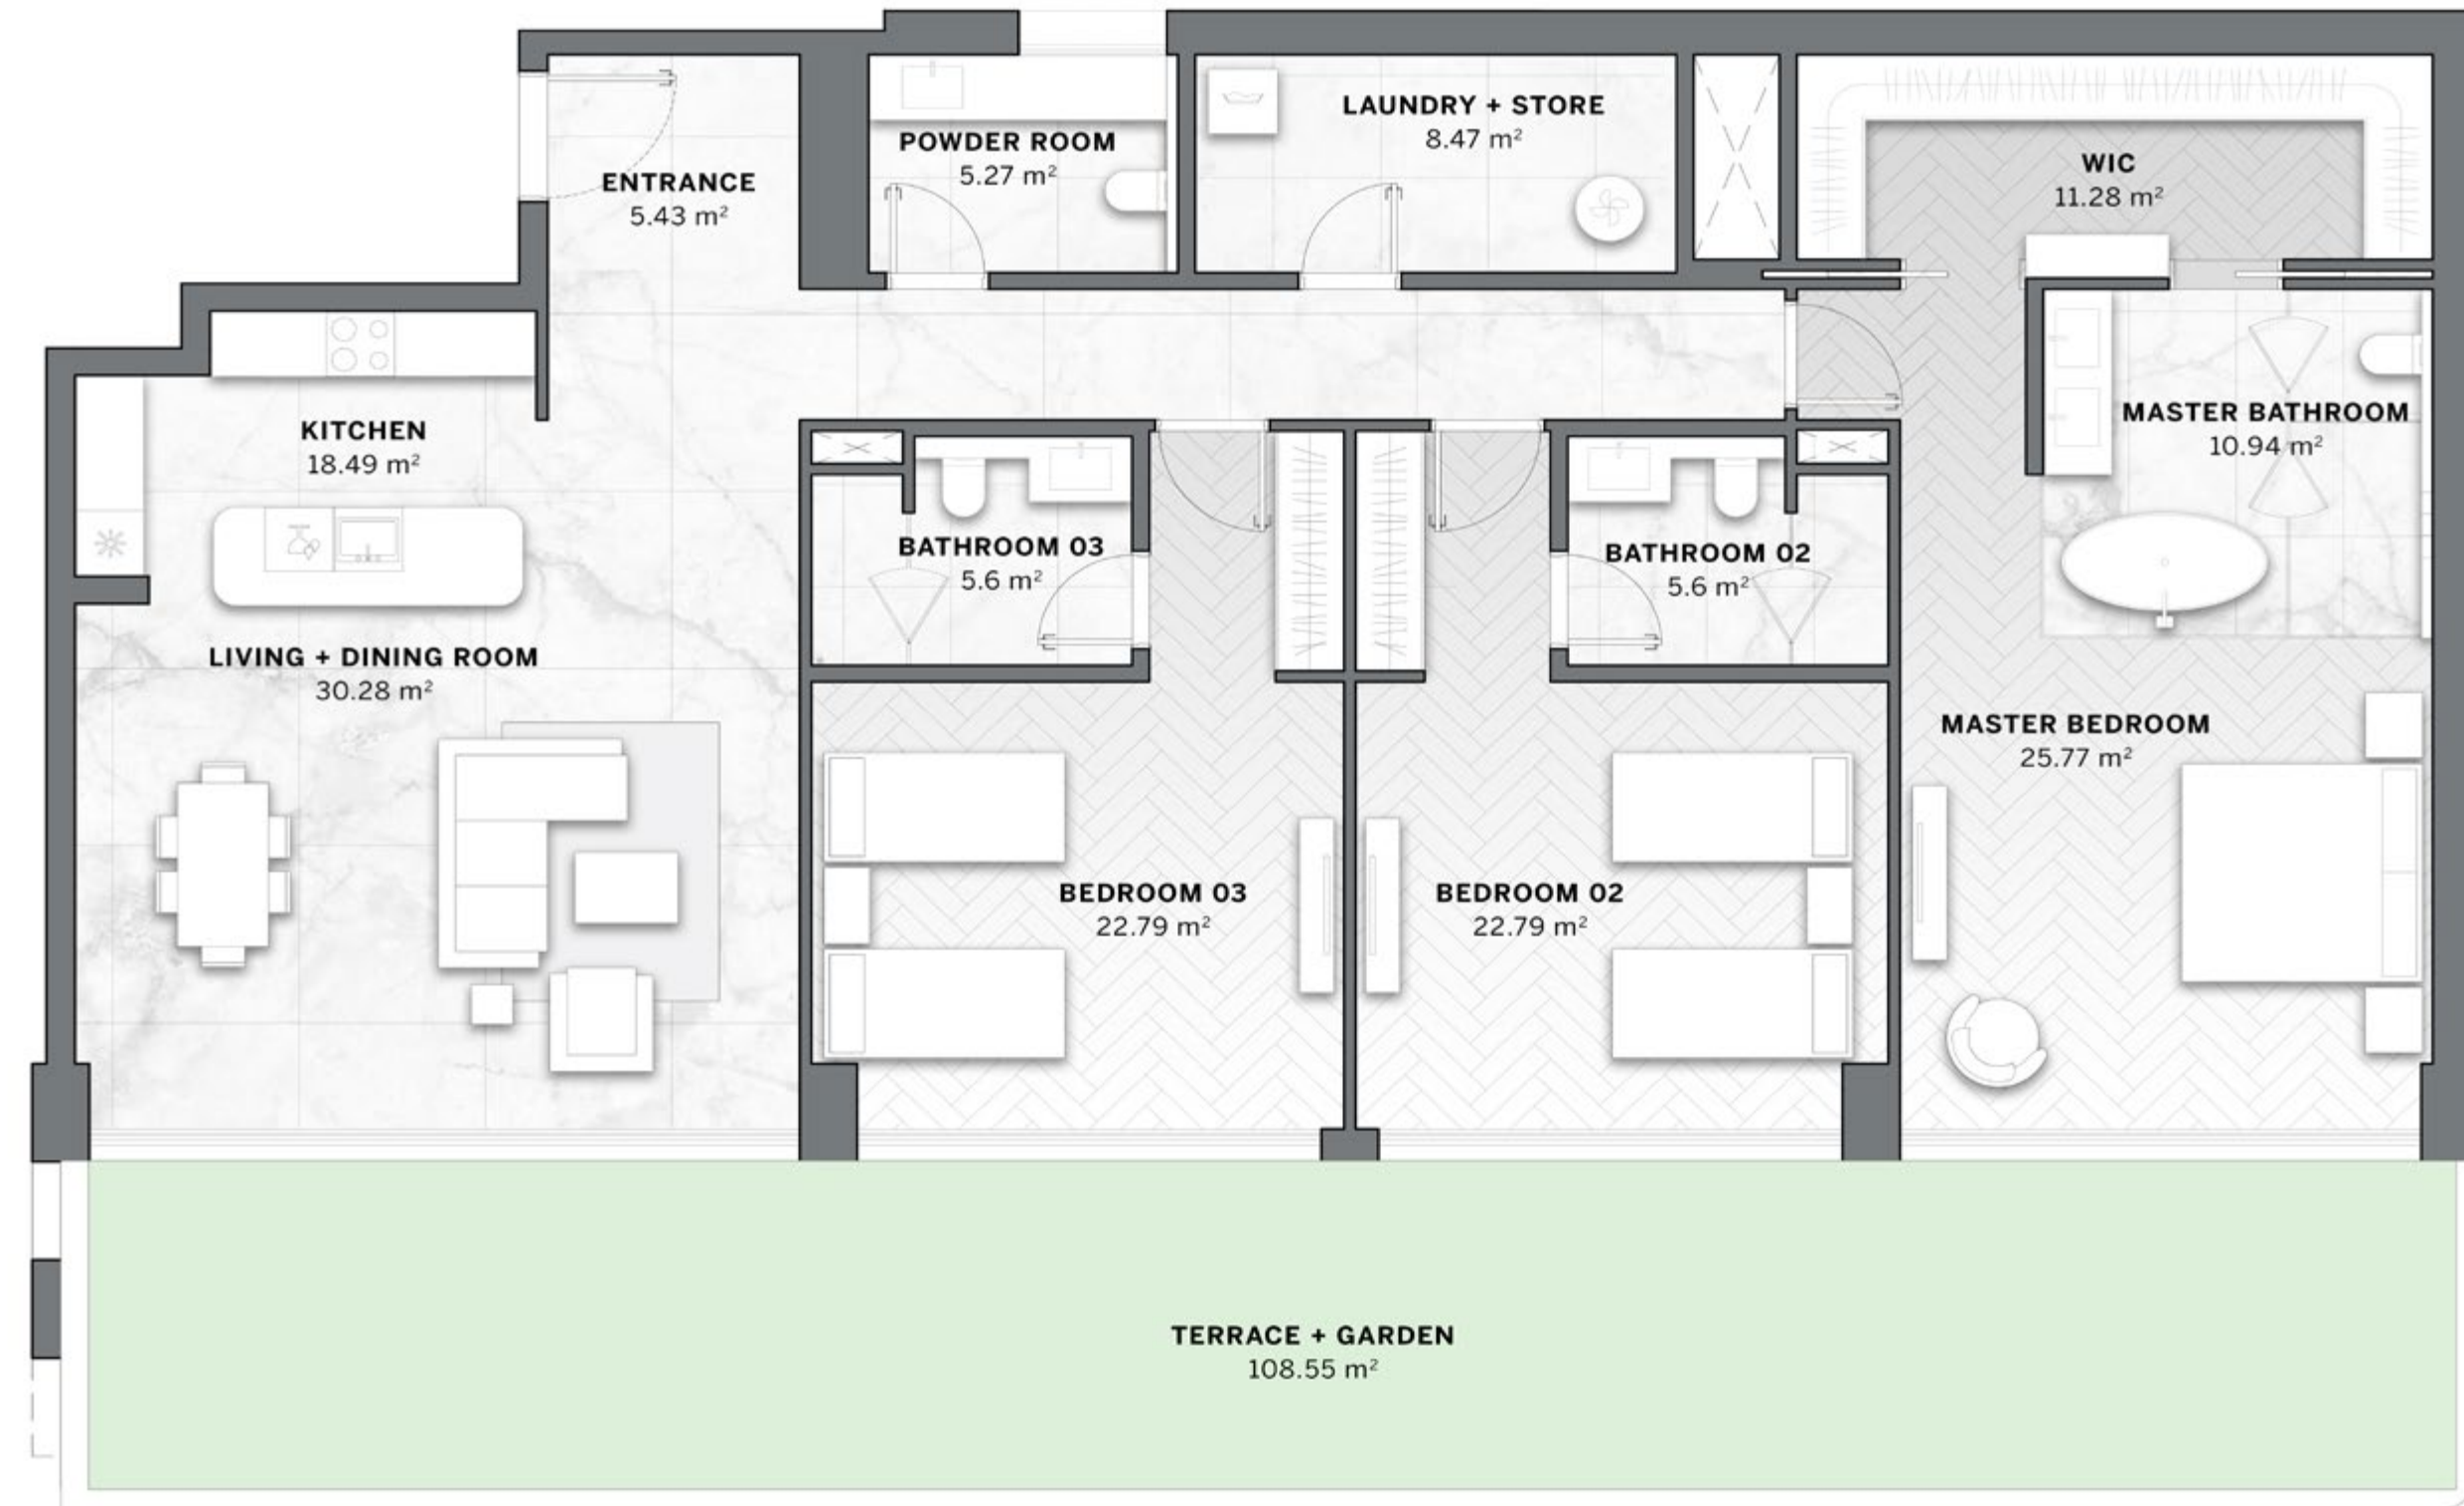 ENTRANCE
5.43 m²
POWDER ROOM
5.27 m²
LAUNDRY + STORE
8.47 m²
WIC
11.28 m²
KITCHEN
18.49 m²
MASTER BATHROOM
10.94 m²
BATHROOM 03
5.6 m²
BATHROOM 02
5.6 m²
LIVING + DINING ROOM
30.28 m²
MASTER BEDROOM
25.77 m²
BEDROOM 03
22.79 m²
BEDROOM 02
22.79 m²
TERRACE + GARDEN
108.55 m²